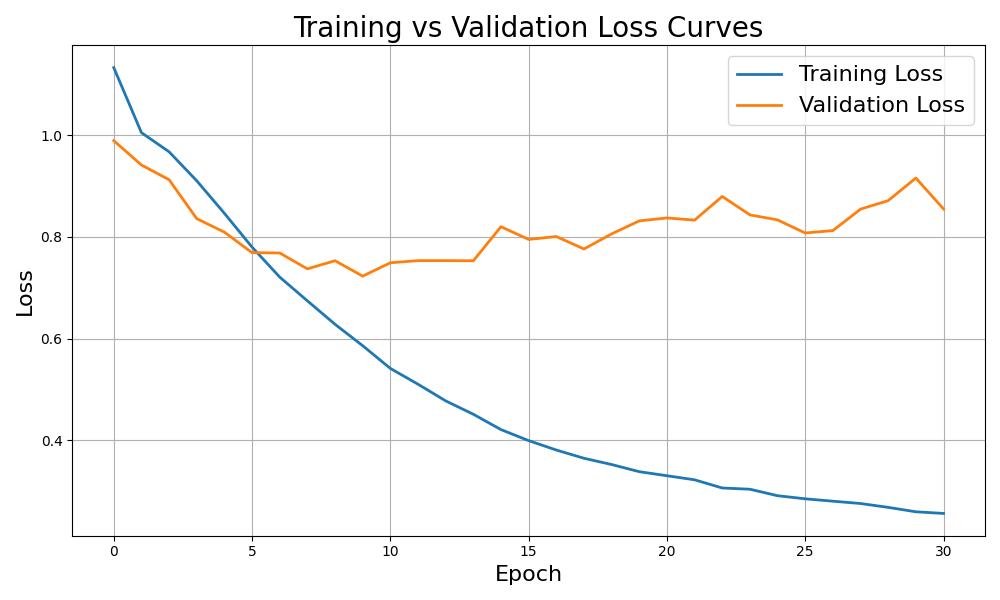 Training vs Validation Loss Curves
Training Loss
Validation Loss
1.0
0.8
0.6
0.4
Loss
0 5 10 15 20 25 30
Epoch